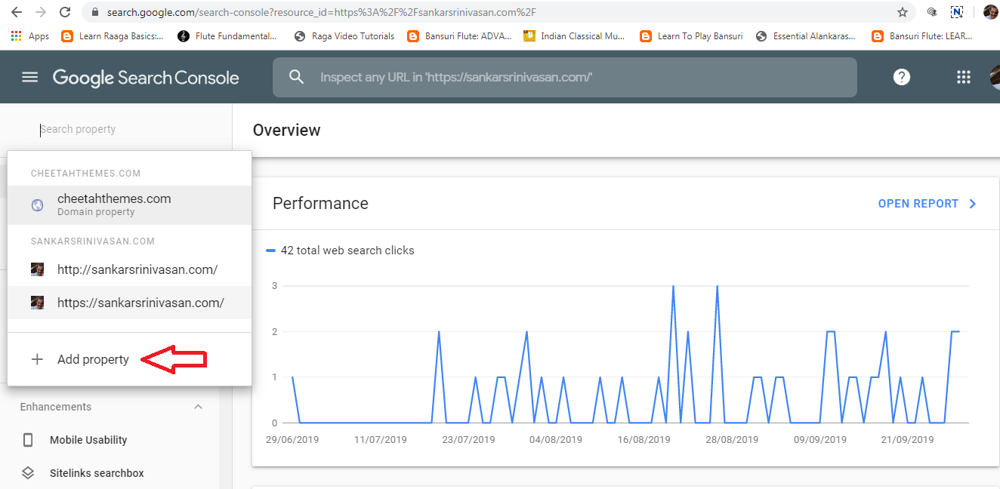 search.google.com/search-console?resource_id=https%3A%2F%2Fsankarsrinivasan.com%2F
Apps Learn Raaga Basics:... Flute Fundamental... Raga Video Tutorials Bansuri Flute: ADVA... Indian Classical Mu... Learn To Play Bansuri Essential Alankaras... Bansuri Flute: LEAR...
Google Search Console
Inspect any URL in 'https://sankarsrinivasan.com/'
Search property
Overview
CHEETAHTHEMES.COM
cheetahthemes.com
Domain property
SANKARSRINIVASAN.COM
http://sankarsrinivasan.com/
https://sankarsrinivasan.com/
Add property
Enhancements
Mobile Usability
Sitelinks searchbox
Performance
OPEN REPORT
42 total web search clicks
3
2
1
0
29/06/2019 11/07/2019 23/07/2019 04/08/2019 16/08/2019 28/08/2019 09/09/2019 21/09/2019